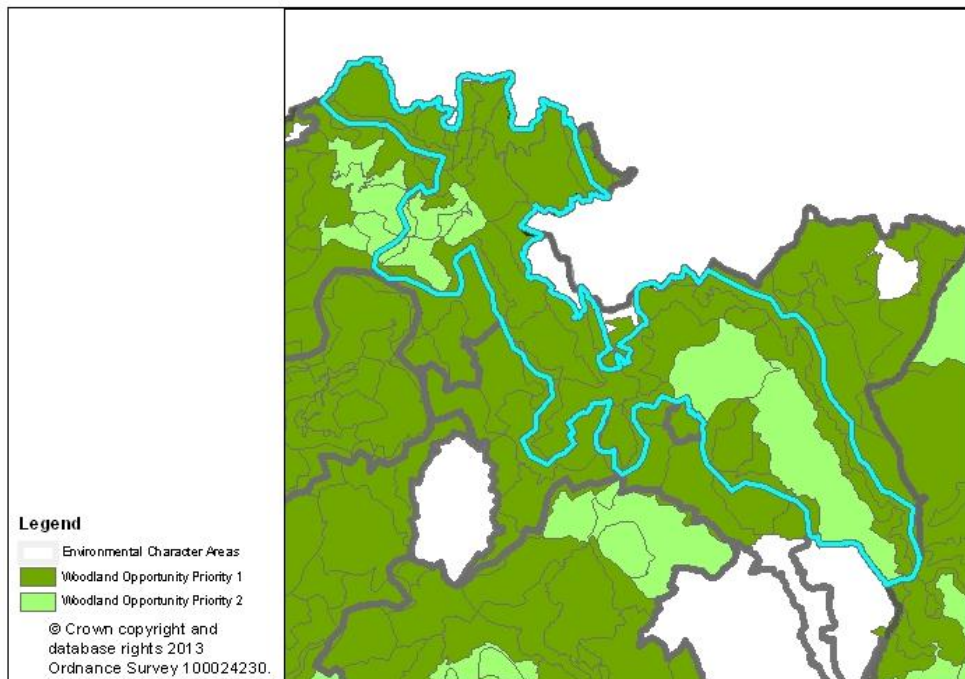 Legend
Environmental Character Areas
Woodland Opportunity Priority 1
Woodland Opportunity Priority 2
© Crown copyright and
database rights 2013
Ordnance Survey 100024230.